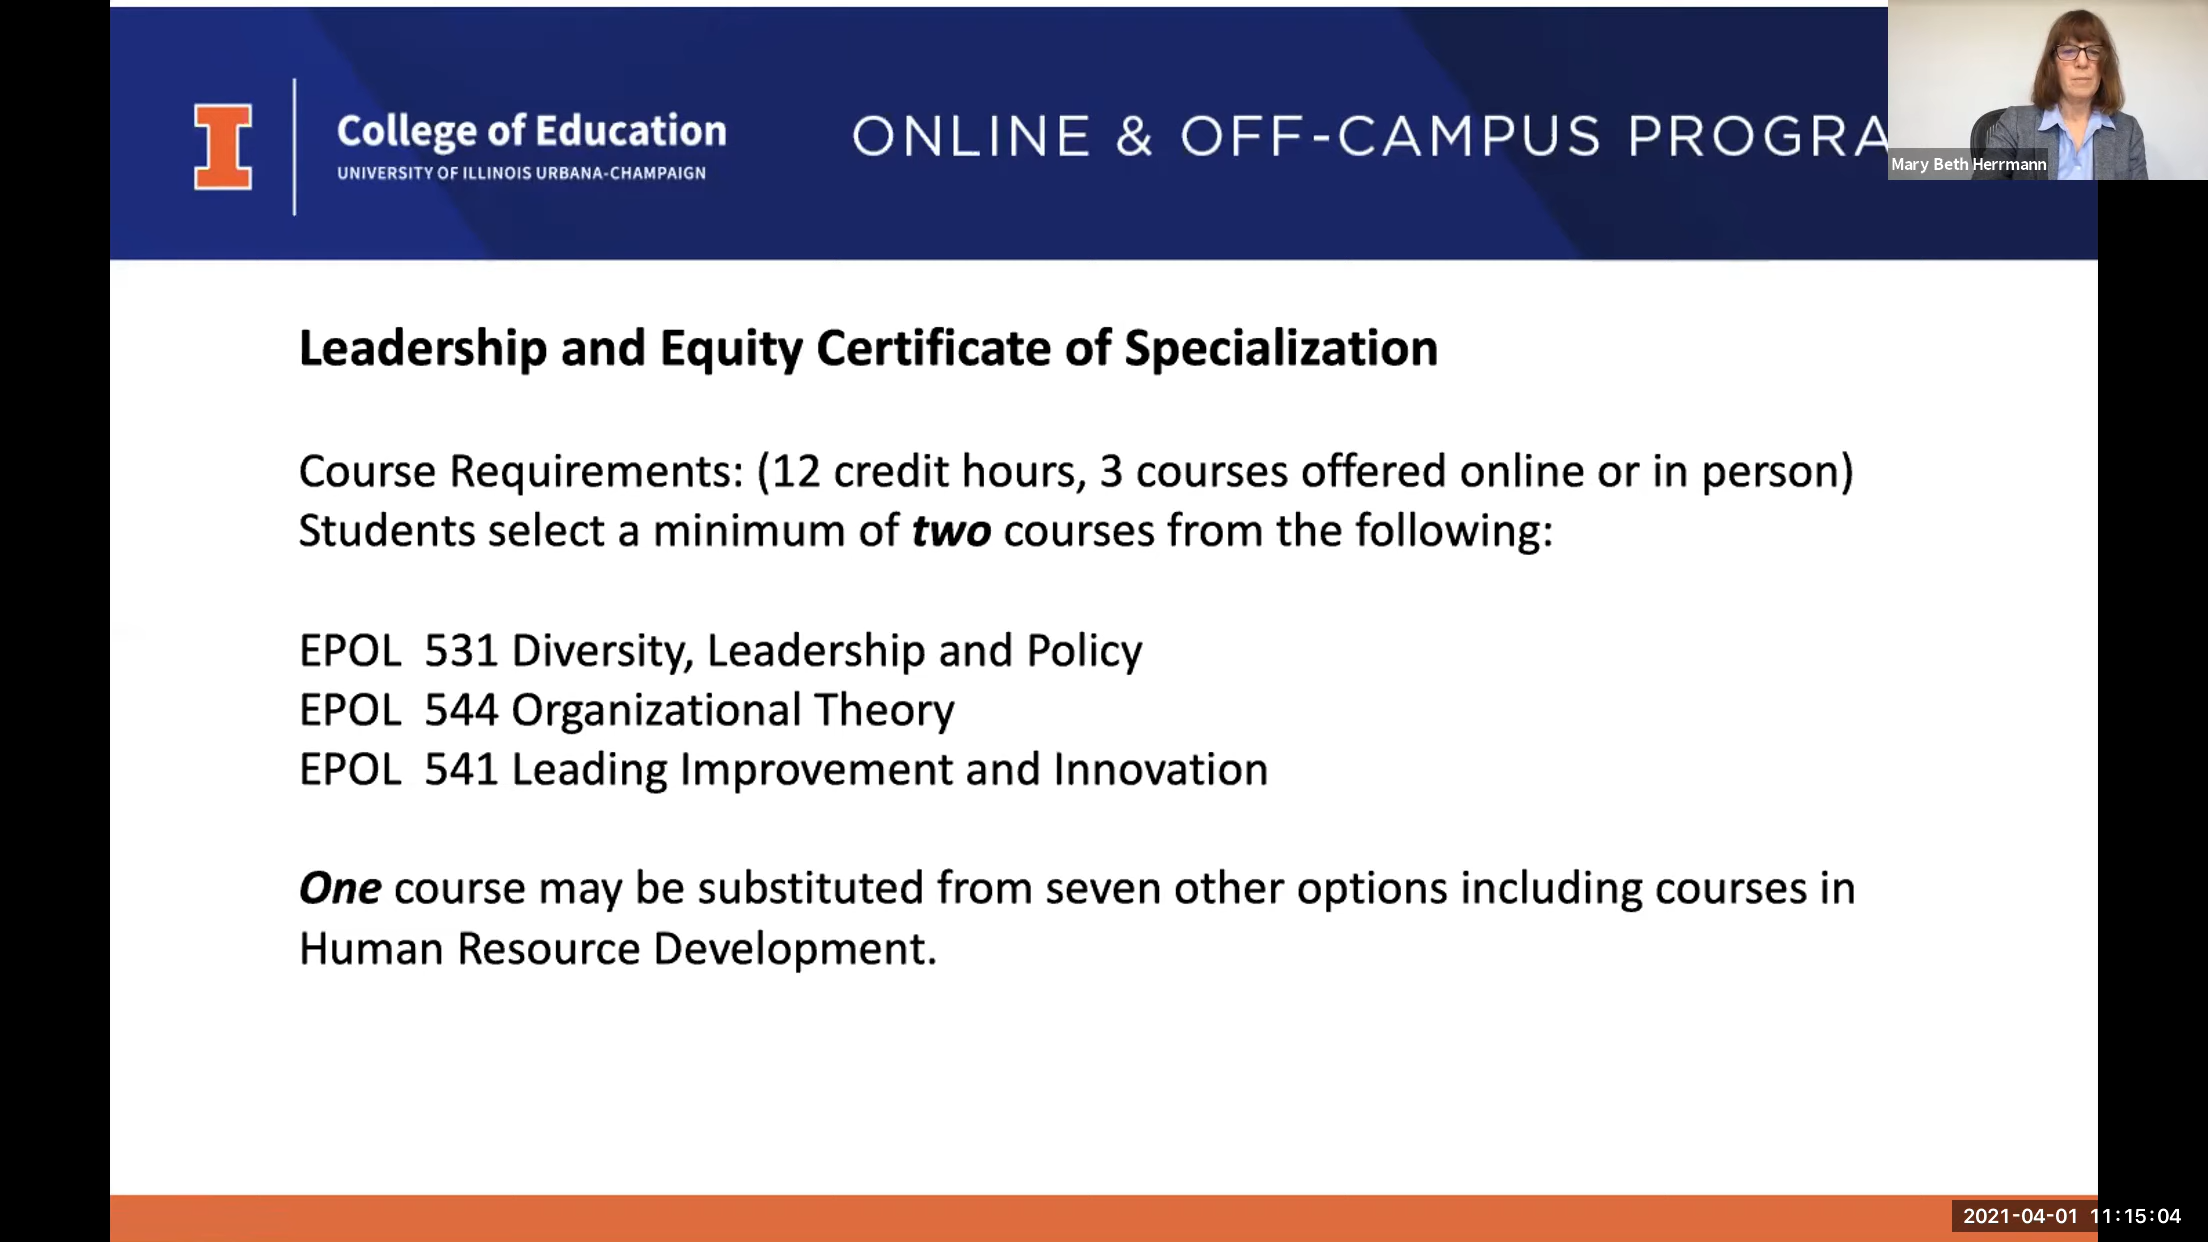 College of Education
UNIVERSITY OF ILLINOIS URBANA-CHAMPAIGN
ONLINE & OFF-CAMPUS PROGRA
Mary Beth Herrmann
Leadership and Equity Certificate of Specialization
Course Requirements: (12 credit hours, 3 courses offered online or in person)
Students select a minimum of two courses from the following:
EPOL 531 Diversity, Leadership and Policy
EPOL 544 Organizational Theory
EPOL 541 Leading Improvement and Innovation
One course may be substituted from seven other options including courses in
Human Resource Development.
2021-04-01 11:15:04